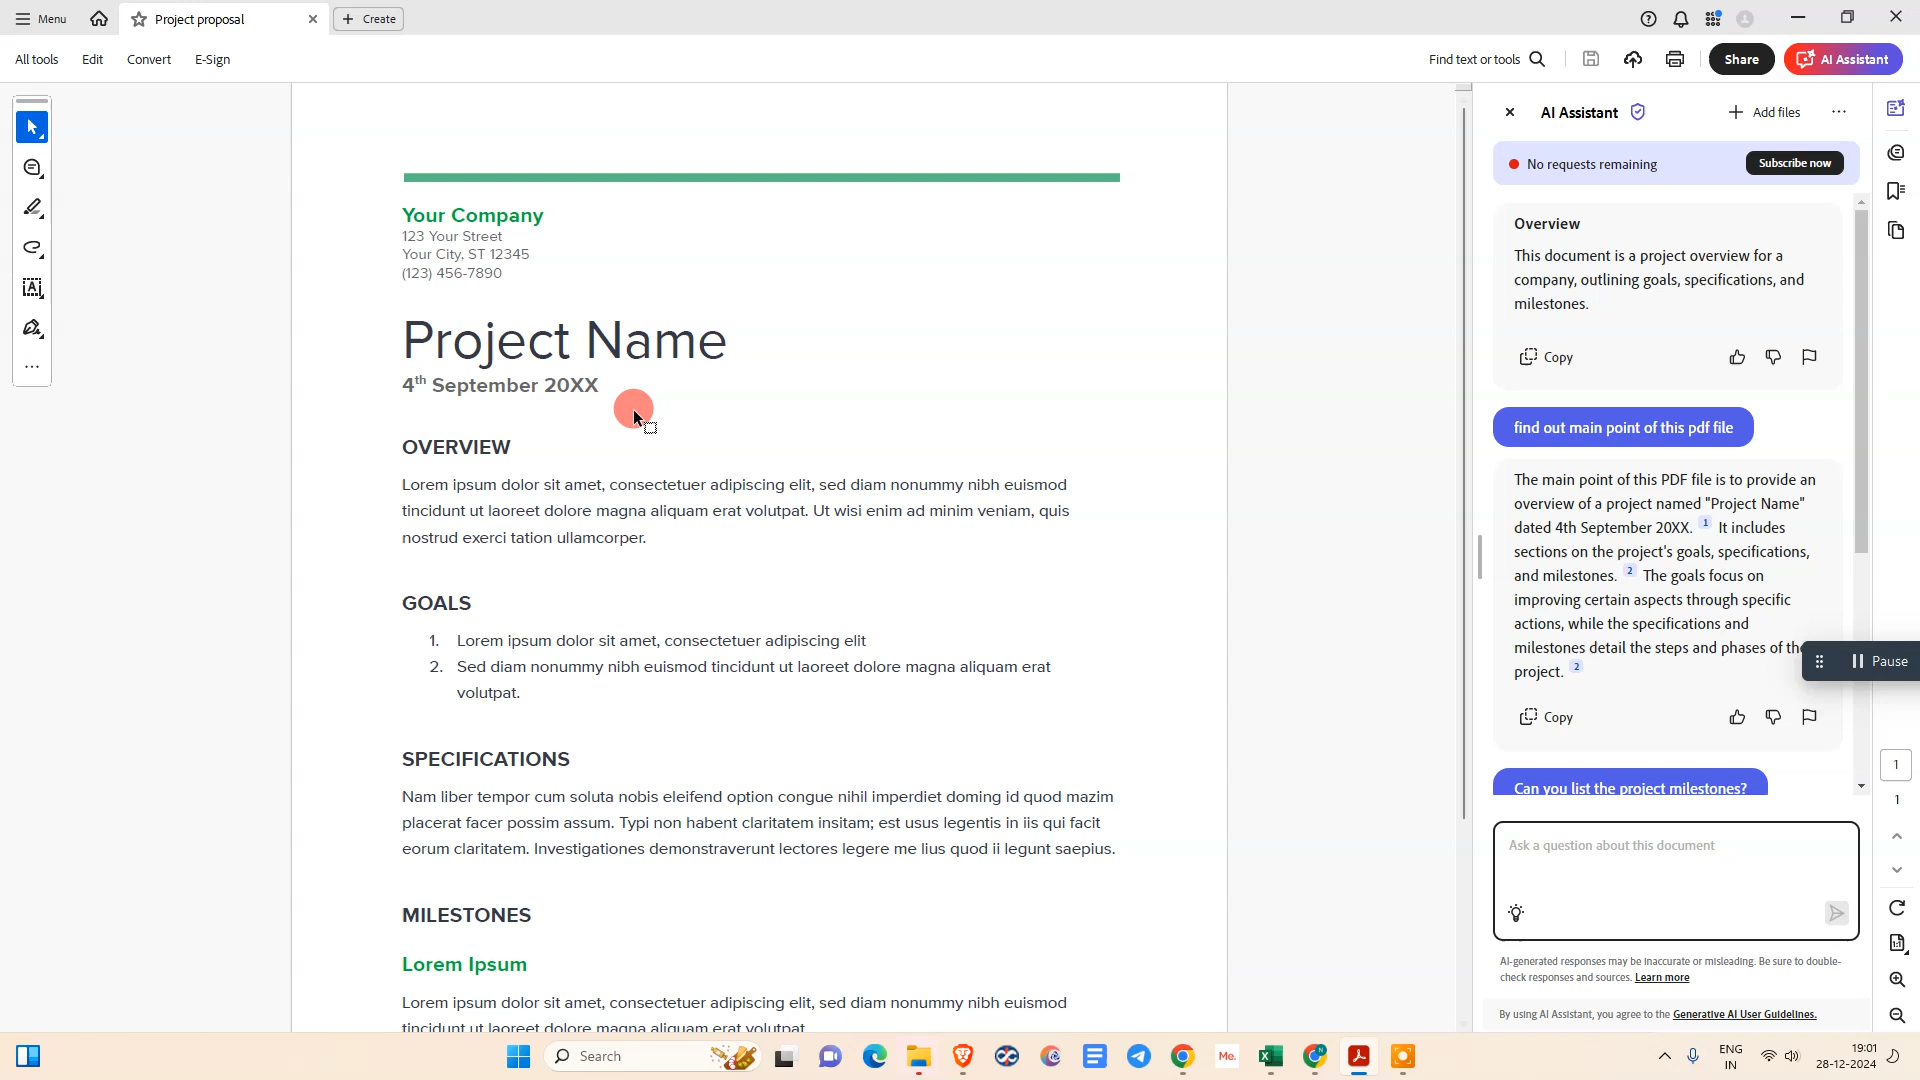 Menu
Project proposal
Create
All tools
Edit
Convert
E-Sign
Find text or tools
Share
AI Assistant
Your Company
123 Your Street
Your City, ST 12345
(123) 456-7890
Project Name
4th September 20XX
OVERVIEW
Lorem ipsum dolor sit amet, consectetuer adipiscing elit, sed diam nonummy nibh euismod
tincidunt ut laoreet dolore magna aliquam erat volutpat. Ut wisi enim ad minim veniam, quis
nostrud exerci tation ullamcorper.
GOALS
1. Lorem ipsum dolor sit amet, consectetuer adipiscing elit
2. Sed diam nonummy nibh euismod tincidunt ut laoreet dolore magna aliquam erat
volutpat.
SPECIFICATIONS
Nam liber tempor cum soluta nobis eleifend option congue nihil imperdiet doming id quod mazim
placerat facer possim assum. Typi non habent claritatem insitam; est usus legentis in iis qui facit
eorum claritatem. Investigationes demonstraverunt lectores legere me lius quod ii legunt saepius.
MILESTONES
Lorem Ipsum
Lorem ipsum dolor sit amet, consectetuer adipiscing elit, sed diam nonummy nibh euismod
tincidunt ut laoreet dolore magna aliquam erat volutpat
AI Assistant
Add files
No requests remaining
Subscribe now
Overview
This document is a project overview for a
company, outlining goals, specifications, and
milestones.
Copy
find out main point of this pdf file
The main point of this PDF file is to provide an
overview of a project named "Project Name"
dated 4th September 20XX. 1 It includes
sections on the project's goals, specifications,
and milestones. 2 The goals focus on
improving certain aspects through specific
actions, while the specifications and
milestones detail the steps and phases of the
project. 2
Pause
Copy
Can you list the project milestones?
1
1
Ask a question about this document
AI-generated responses may be inaccurate or misleading. Be sure to double-
check responses and sources. Learn more
By using AI Assistant, you agree to the Generative AI User Guidelines.
Search
Me.
ENG
IN
19:01
28-12-2024